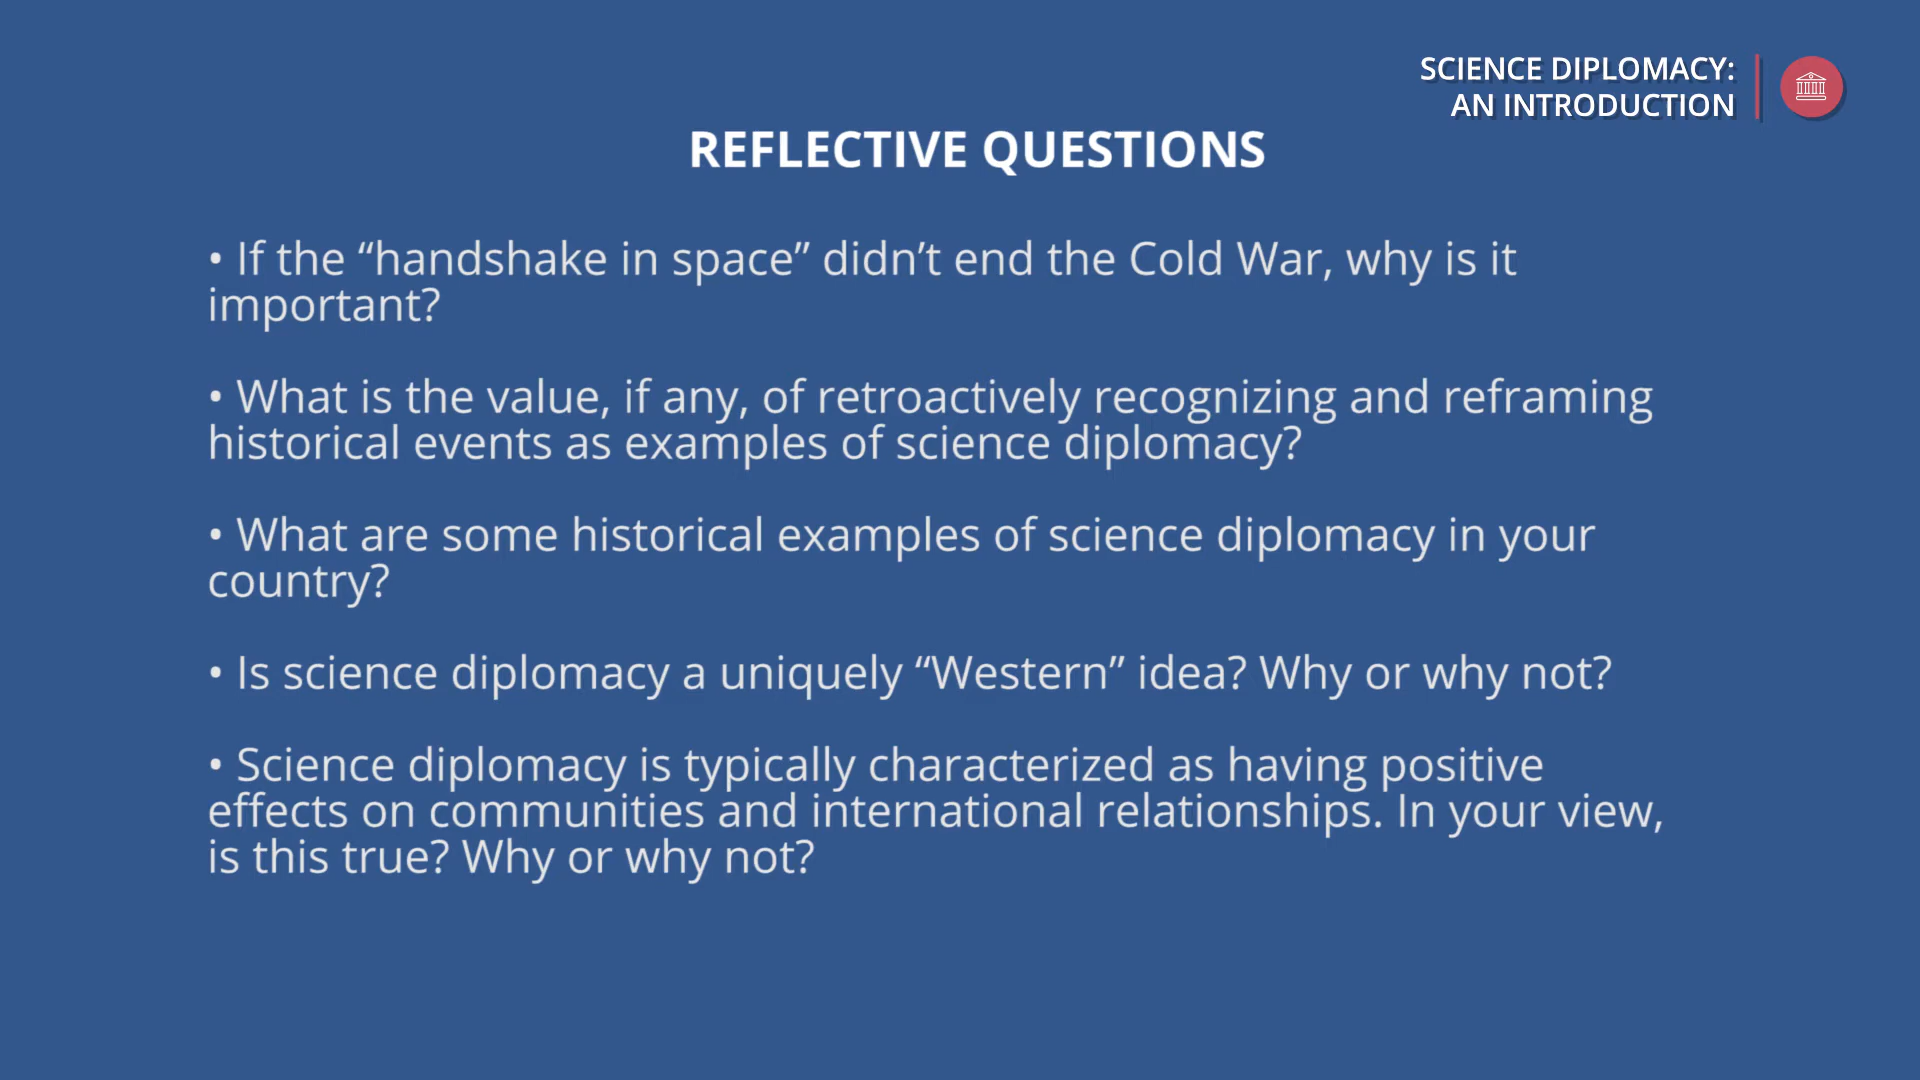 SCIENCE DIPLOMACY:
AN INTRODUCTION
REFLECTIVE QUESTIONS
• If the “handshake in space” didn’t end the Cold War, why is it
important?
• What is the value, if any, of retroactively recognizing and reframing
historical events as examples of science diplomacy?
• What are some historical examples of science diplomacy in your
country?
• Is science diplomacy a uniquely “Western” idea? Why or why not?
• Science diplomacy is typically characterized as having positive
effects on communities and international relationships. In your view,
is this true? Why or why not?